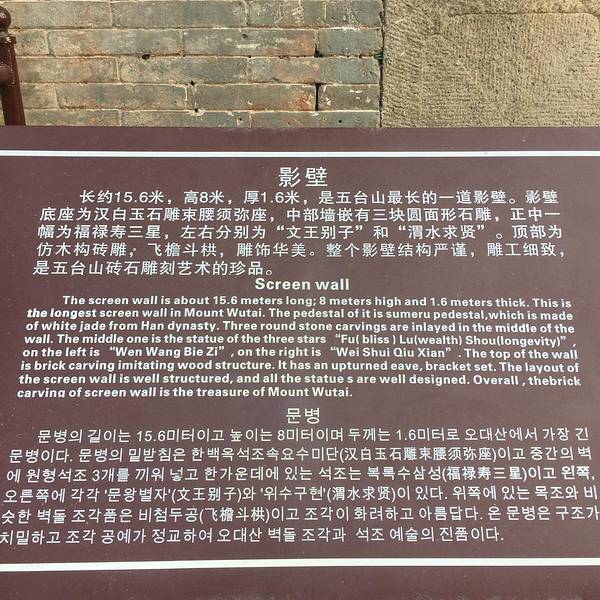 影壁
长约15.6米，高8米，厚1.6米，是五台山最长的一道影壁。影壁
底座为汉白玉石雕束腰须弥座，中部墙嵌有三块圆面形石雕，正中一
幅为福禄寿三星，左右分别为“文王别子”和“渭水求贤”。顶部为
仿木构砖雕，飞檐斗栱，雕饰华美。整个影壁结构严谨，雕工细致，
是五台山砖石雕刻艺术的珍品。
Screen wall
The screen wall is about 15.6 meters long; 8 meters high and 1.6 meters thick. This is
the longest screen wall in Mount Wutai. The pedestal of it is sumeru pedestal,which is made
of white jade from Han dynasty. Three round stone carvings are inlayed in the middle of the
wall. The middle one is the statue of the three stars “Fu( bliss ) Lu(wealth) Shou(longevity)”,
on the left is “Wen Wang Bie Zi”, on the right is “Wei Shui Qiu Xian”. The top of the wall
is brick carving imitating wood structure. It has an upturned eave, bracket set. The layout of
the screen wall is well structured, and all the statue s are well designed. Overall , thebrick
carving of screen wall is the treasure of Mount Wutai.
문병
문병의 길이는 15.6미터이고 높이는 8미터이며 두께는 1.6미터로 오대산에서 가장 긴
문병이다. 문병의 밑받침은 한백옥석조속요수미단(汉白玉石雕束腰须弥座)이고 중간의 벽
에 원형석조 3개를 끼워 넣고 한가운데에 있는 석조는 복록수삼성(福禄寿三星)이고 왼쪽,
오른쪽에 각각 '문왕별자'(文王别子)와 '위수구현'(渭水求贤)이 있다. 위쪽에 있는 목조와 비
슷한 벽돌 조각품은 비첨두공(飞檐斗栱)이고 조각이 화려하고 아름답다. 온 문병은 구조가
치밀하고 조각 공예가 정교하여 오대산 벽돌 조각과 석조 예술의 진품이다.